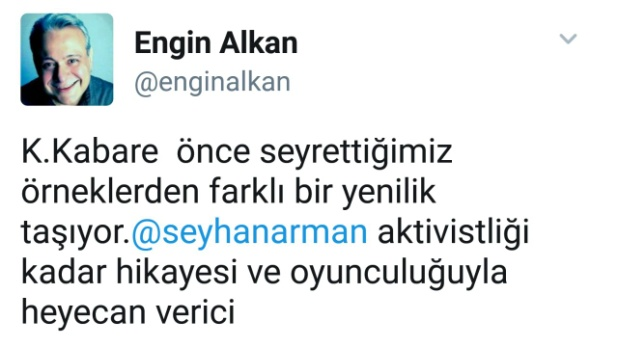 Engin Alkan
@enginalkan
K.Kabare  önce seyrettiğimiz
örneklerden farklı bir yenilik
taşıyor.@seyhanarman aktivistliği
kadar hikayesi ve oyunculuğuyla
heyecan verici